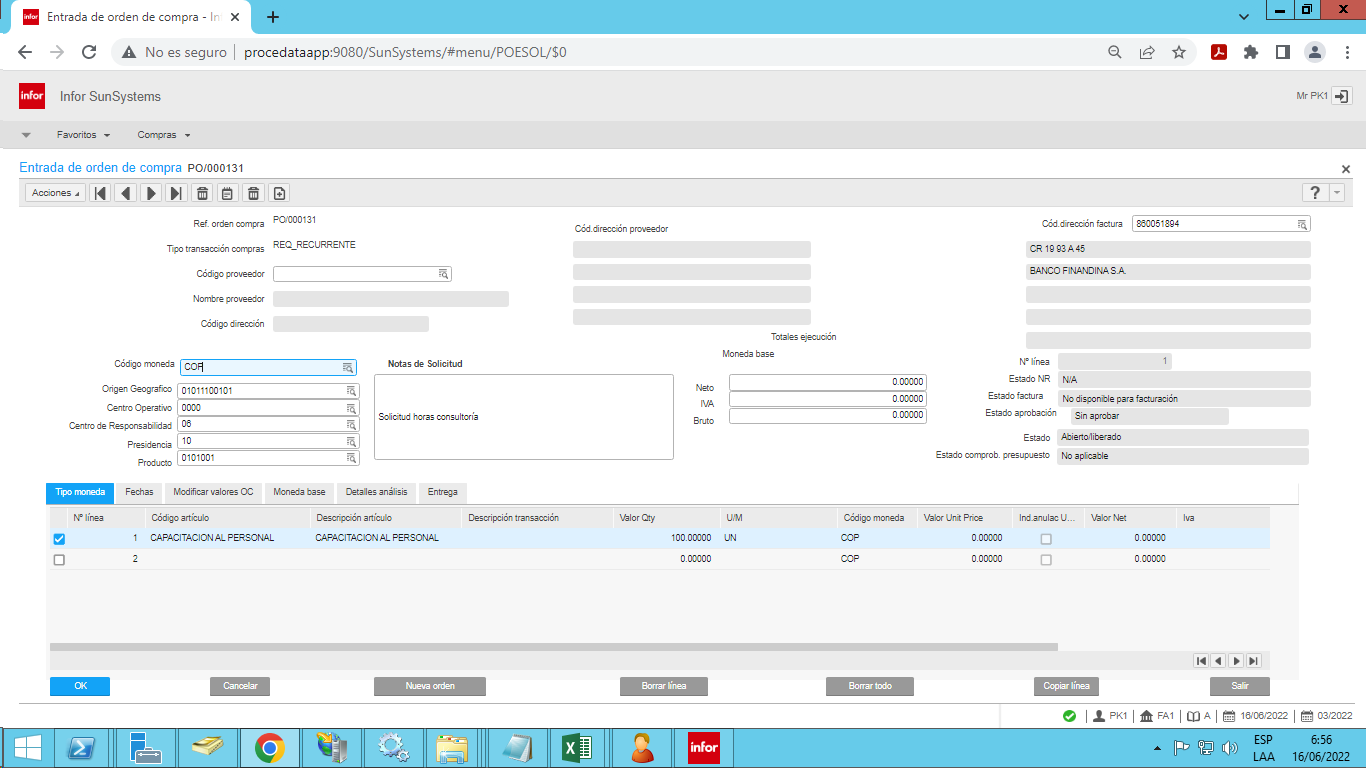 infor Entrada de orden de compra - In
No es seguro procedataapp:9080/SunSystems/#menu/POESOL/$0
infor Infor SunSystems Mr PK1
Favoritos Compras
Entrada de orden de compra PO/000131
Acciones ?
Ref. orden compra PO/000131
Tipo transacción compras REQ_RECURRENTE
Código proveedor
Nombre proveedor
Código dirección
Cód.dirección proveedor
Cód.dirección factura 860051894
CR 19 93 A 45
BANCO FINANDINA S.A.
Código moneda COP
Origen Geografico 01011100101
Centro Operativo 0000
Centro de Responsabilidad 06
Presidencia 10
Producto 0101001
Notas de Solicitud
Solicitud horas consultoría
Totales ejecución
Moneda base
Neto 0.00000
IVA 0.00000
Bruto 0.00000
Nº línea 1
Estado NR N/A
Estado factura No disponible para facturación
Estado aprobación Sin aprobar
Estado Abierto/liberado
Estado comprob. presupuesto No aplicable
Tipo moneda Fechas Modificar valores OC Moneda base Detalles análisis Entrega
Nº línea Código artículo Descripción artículo Descripción transacción Valor Qty U/M Código moneda Valor Unit Price Ind.anulac U... Valor Net Iva
1 CAPACITACION AL PERSONAL CAPACITACION AL PERSONAL 100.00000 UN COP 0.00000 0.00000
2 0.00000 COP 0.00000 0.00000
OK Cancelar Nueva orden Borrar línea Borrar todo Copiar línea Salir
PK1 FA1 A 16/06/2022 03/2022
infor ESP 6:56
LAA 16/06/2022